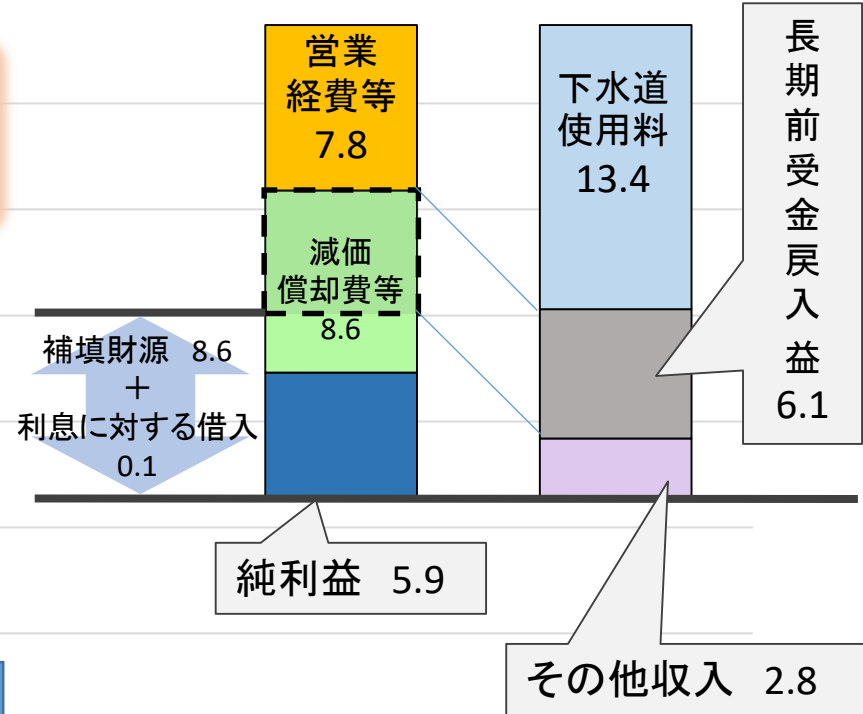 営業
経費等
7.8
減価
償却費等
8.6
補填財源 8.6
＋
利息に対する借入
0.1
純利益 5.9
下水道
使用料
13.4
長期前受金戻入益
6.1
その他収入 2.8